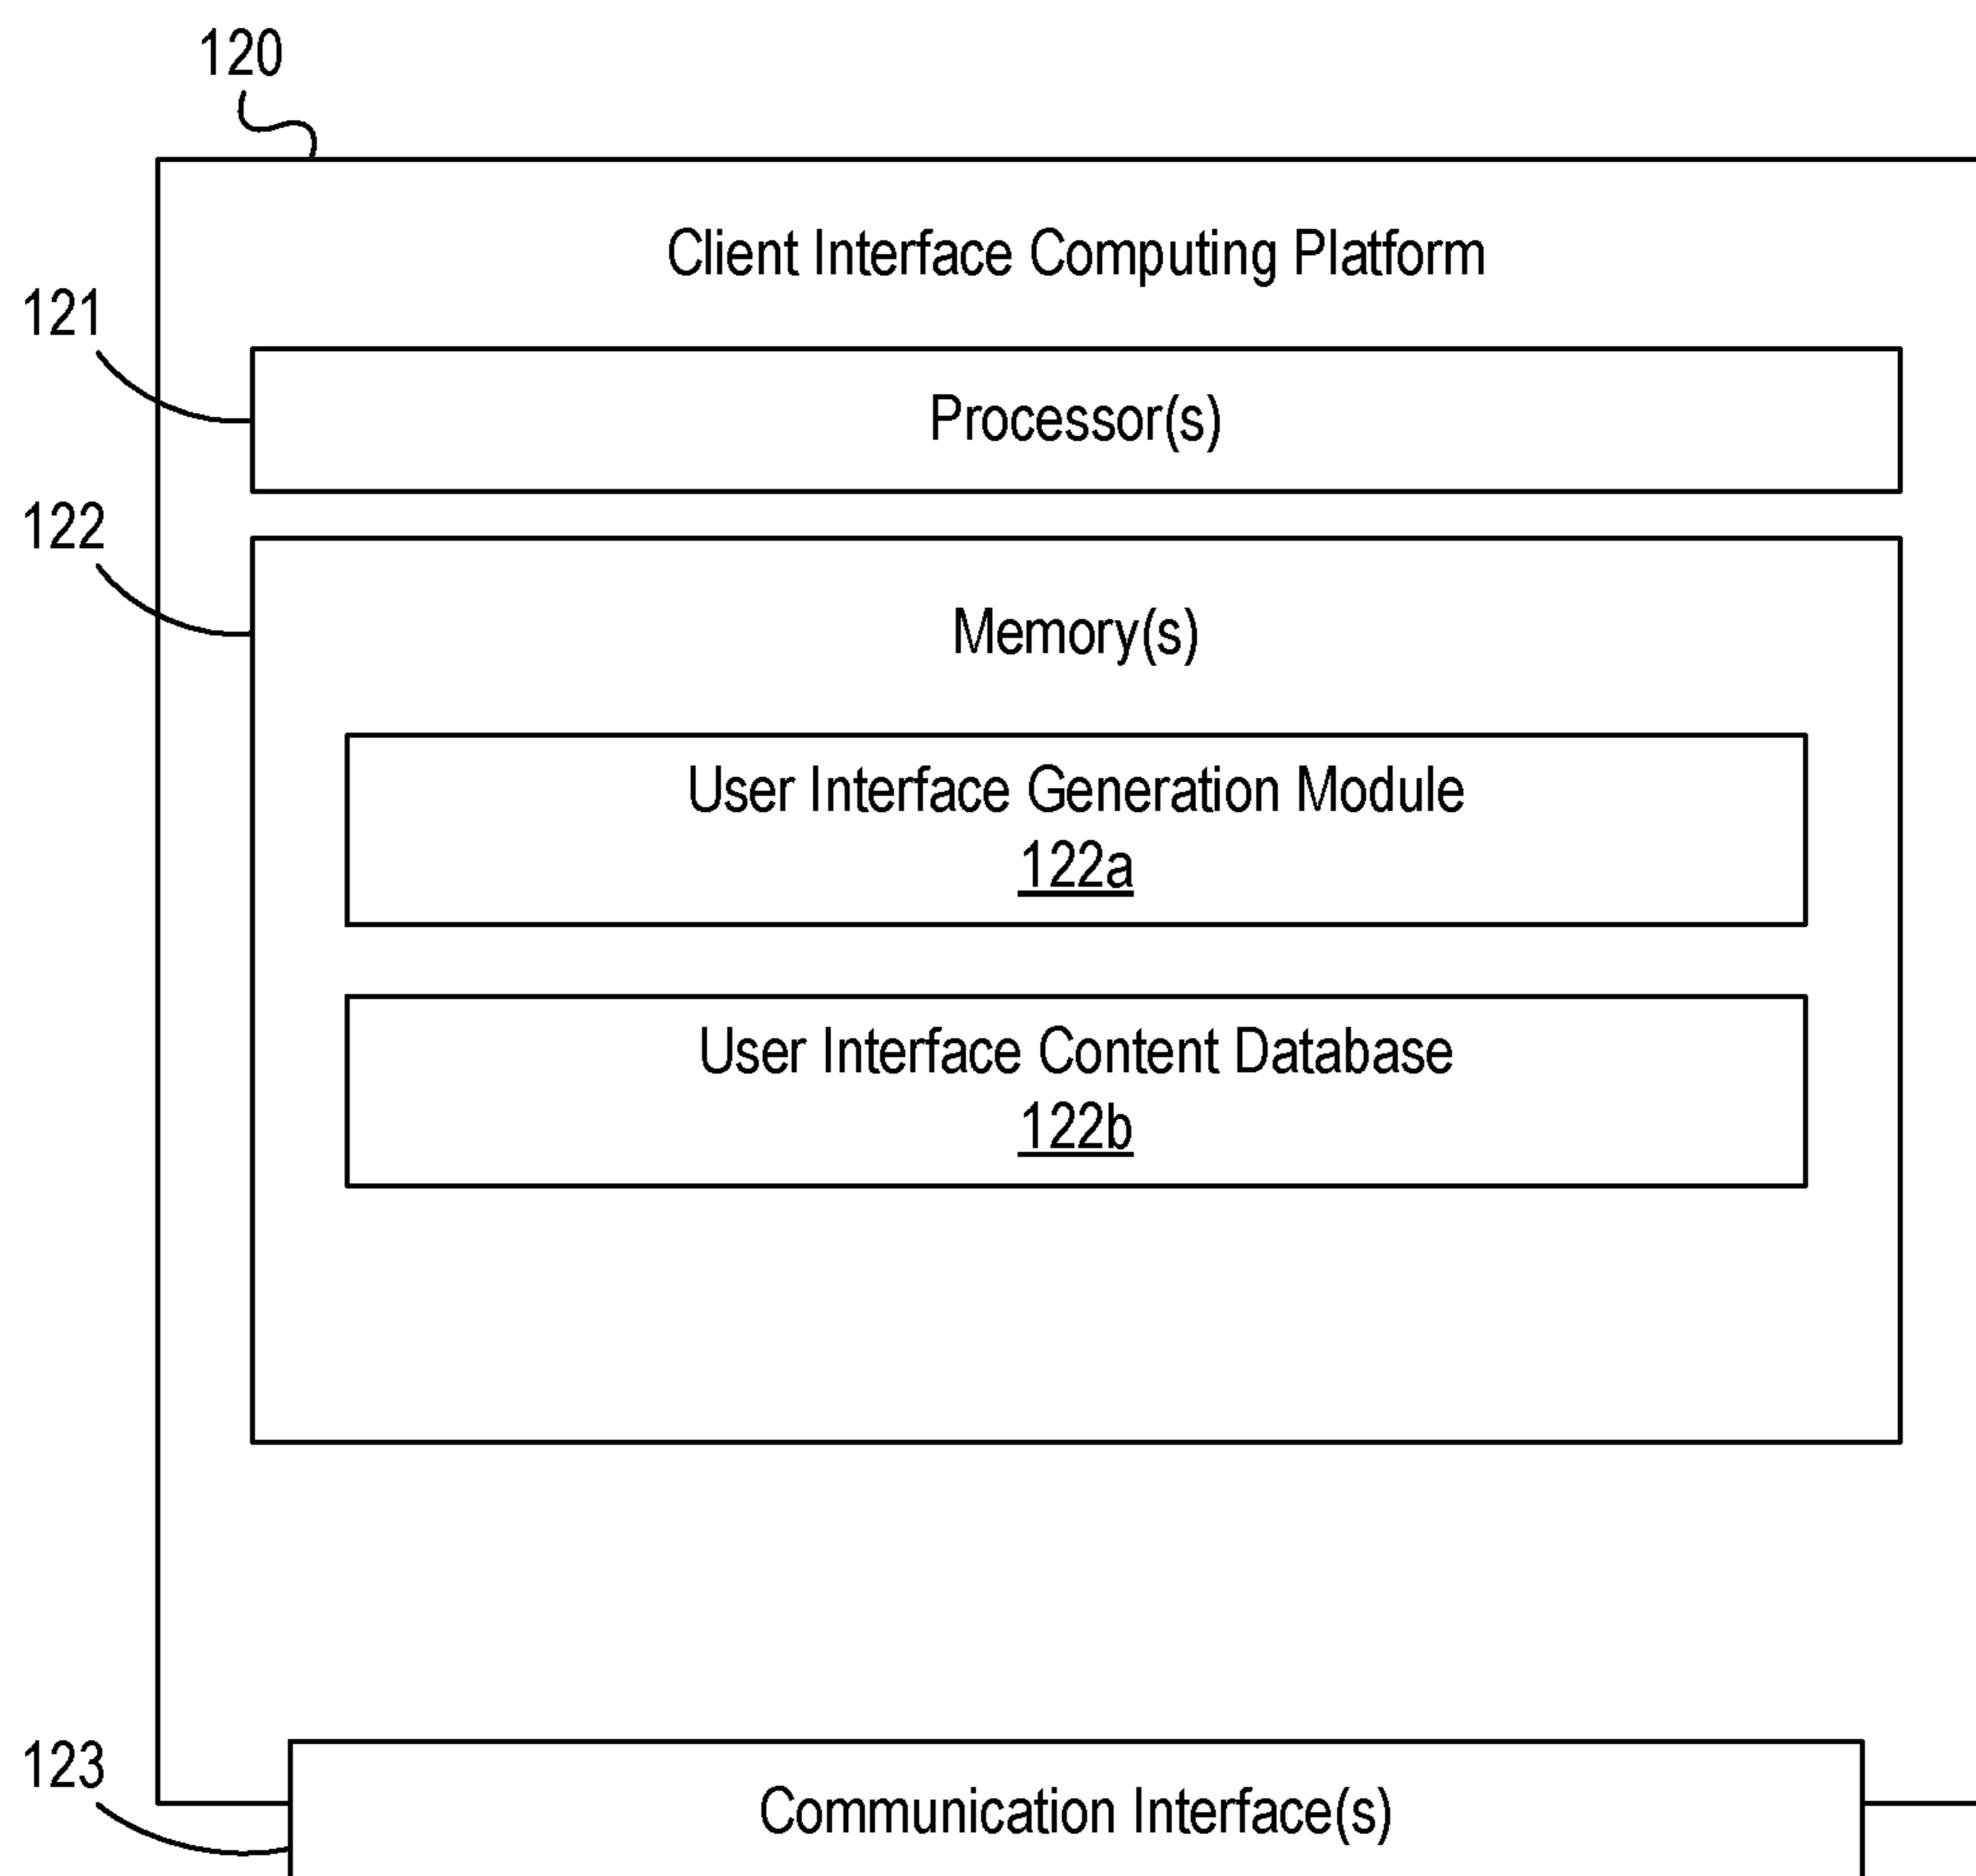 120
Client Interface Computing Platform
121
Processor(s)
122
Memory(s)
User Interface Generation Module
122a
User Interface Content Database
122b
123
Communication Interface(s)